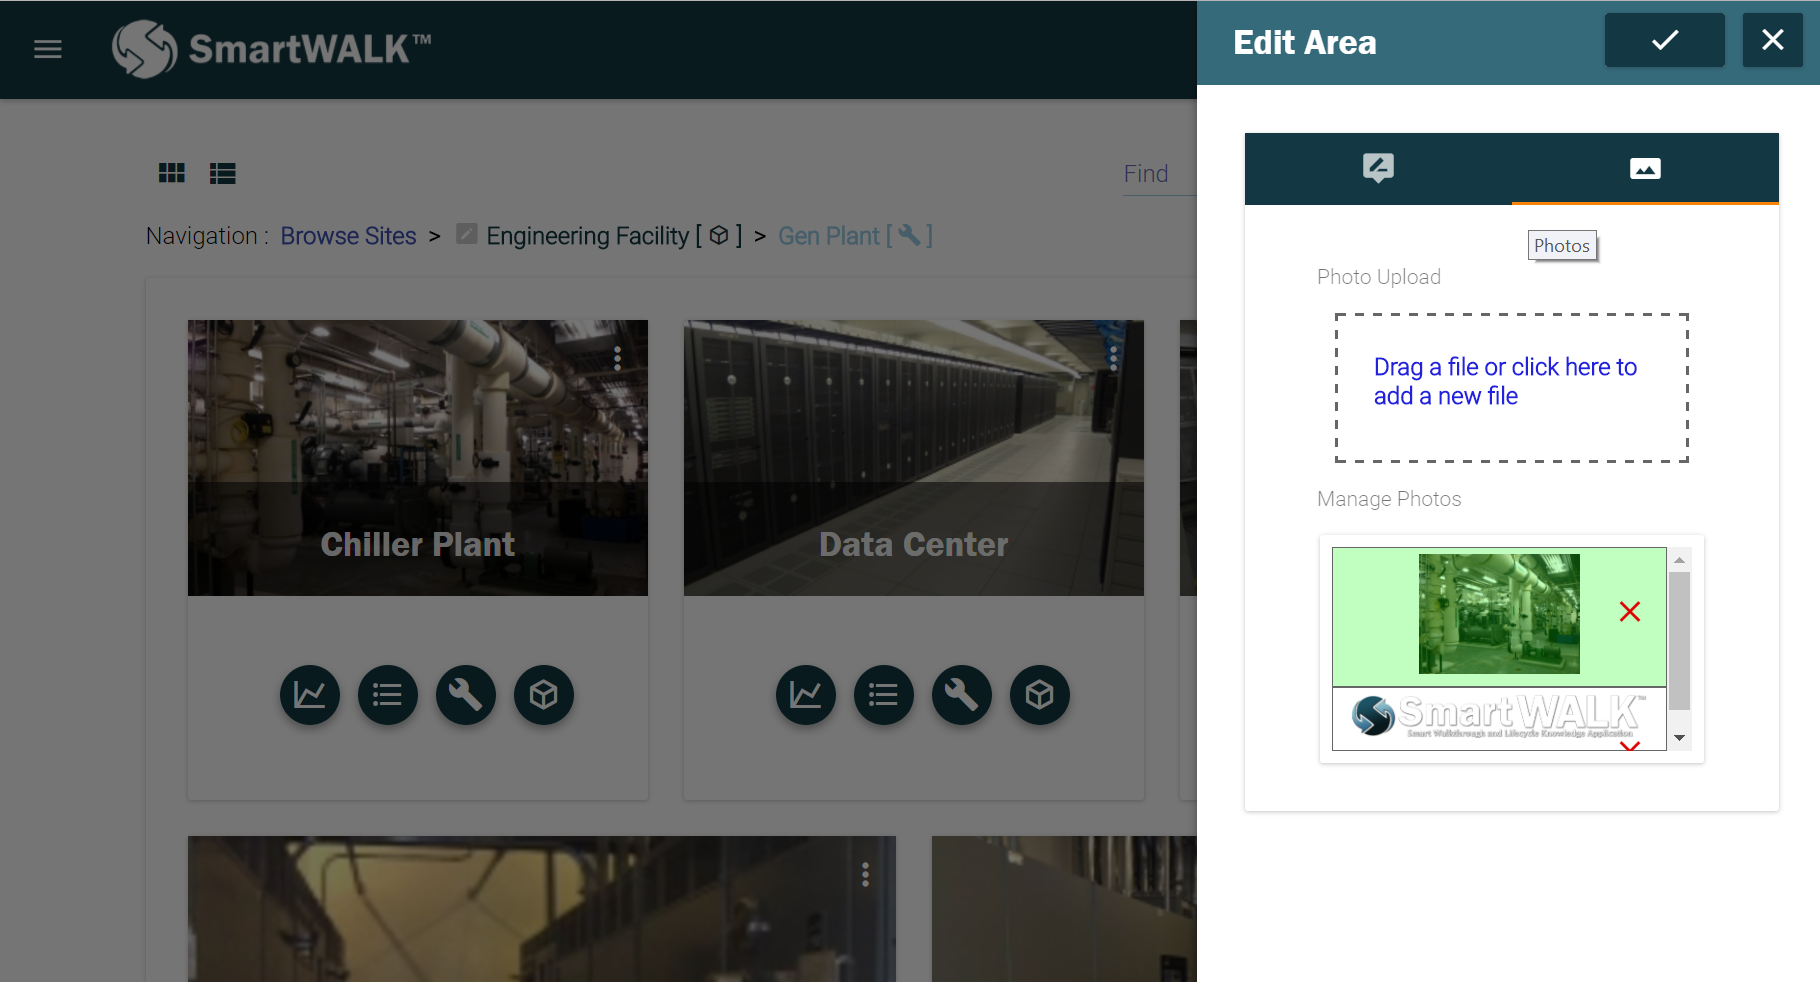 SmartWALK™
Edit Area
Find
Navigation : Browse Sites > Engineering Facility [ ] > Gen Plant [ ]
Photos
Photo Upload
Drag a file or click here to
add a new file
Manage Photos
Chiller Plant
Data Center
SmartWALK™
Smart Walkthrough and Lifecycle Knowledge Application